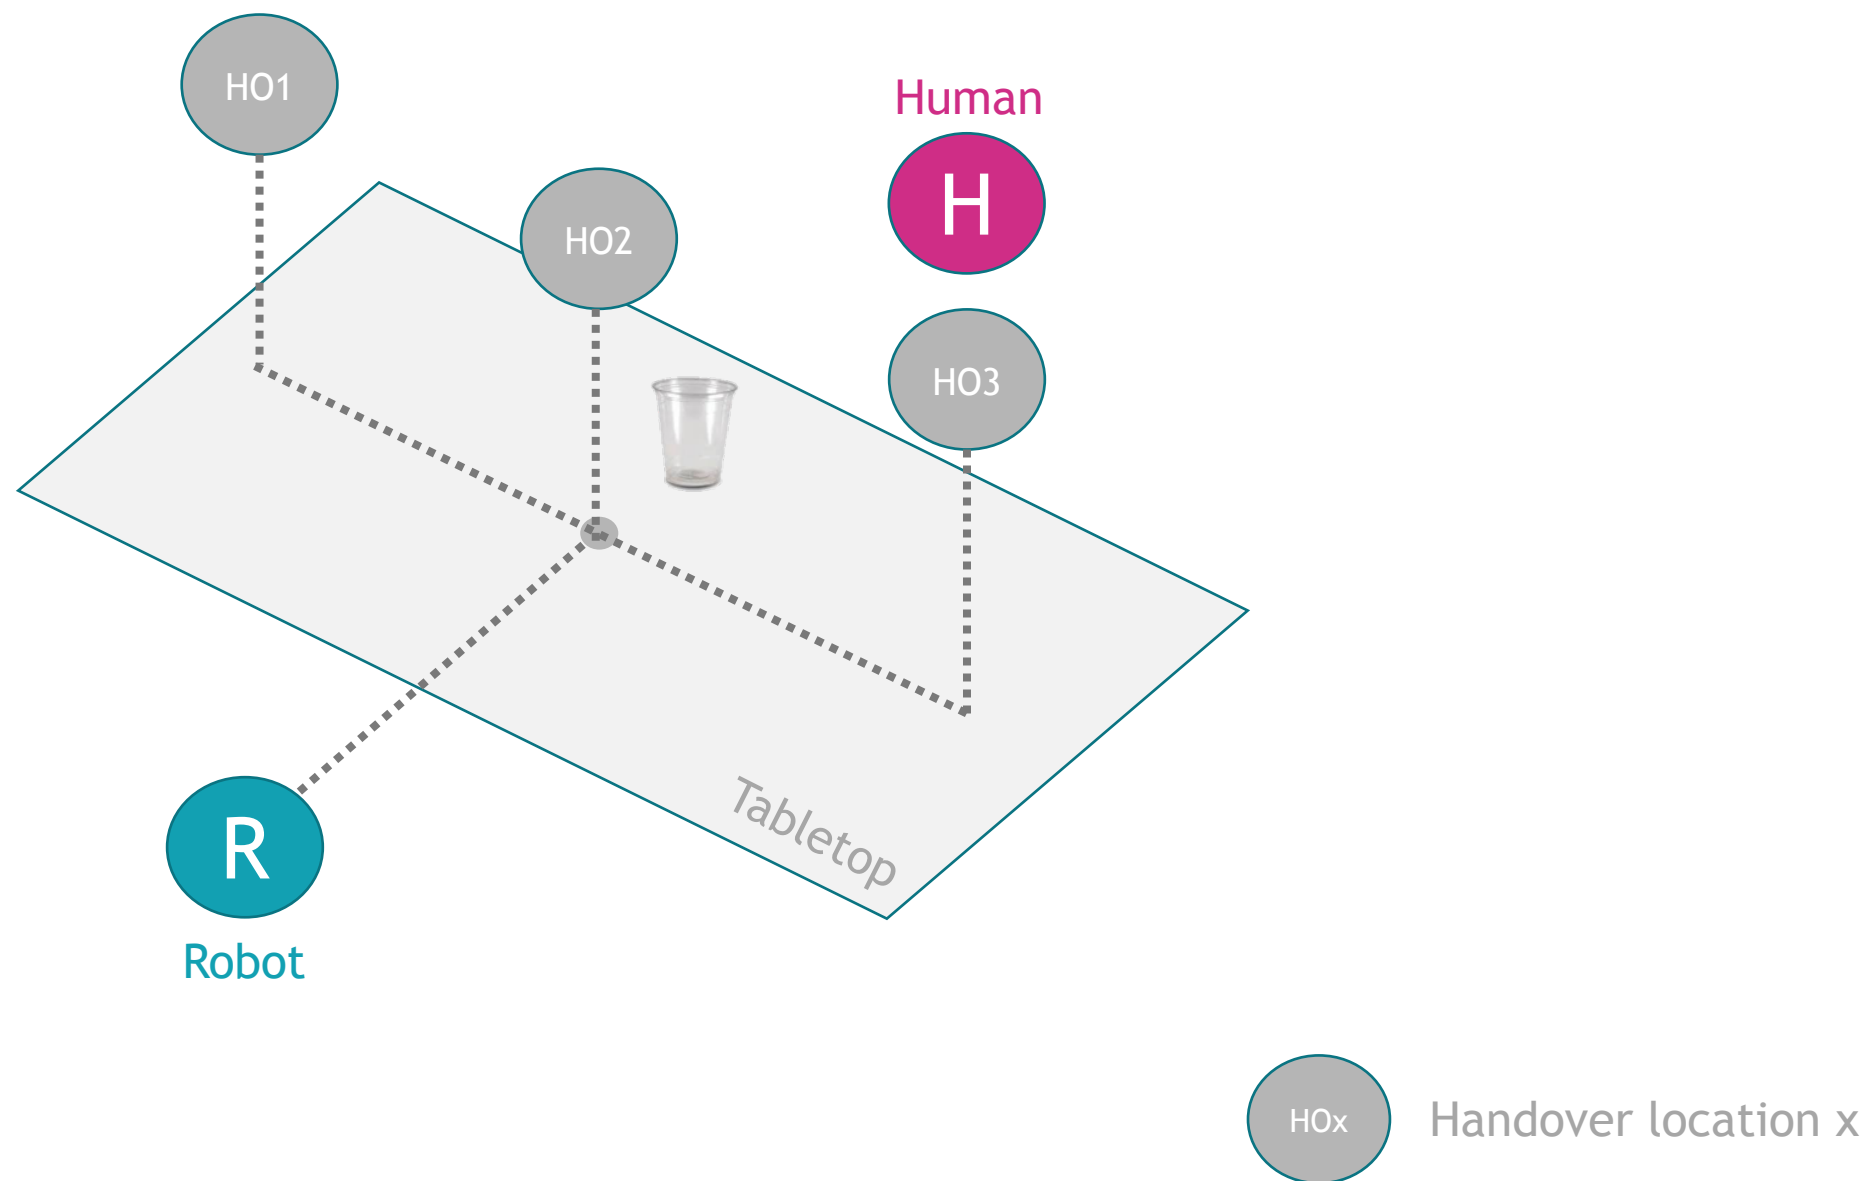 HO1
Human
H
HO2
HO3
Tabletop
R
Robot
HOx
Handover location x